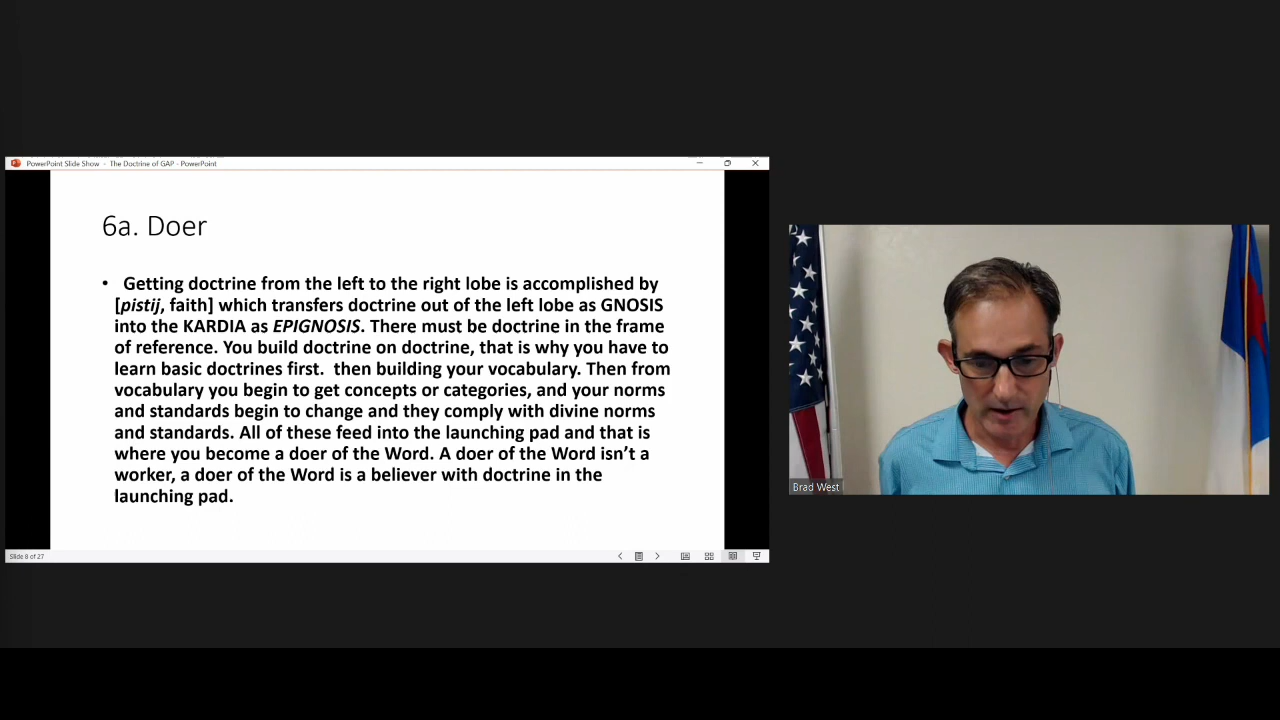 PowerPoint Slide Show - The Doctrine of GAP - PowerPoint
6a. Doer
• Getting doctrine from the left to the right lobe is accomplished by
[pistij, faith] which transfers doctrine out of the left lobe as GNOSIS
into the KARDIA as EPIGNOSIS. There must be doctrine in the frame
of reference. You build doctrine on doctrine, that is why you have to
learn basic doctrines first.  then building your vocabulary. Then from
vocabulary you begin to get concepts or categories, and your norms
and standards begin to change and they comply with divine norms
and standards. All of these feed into the launching pad and that is
where you become a doer of the Word. A doer of the Word isn’t a
worker, a doer of the Word is a believer with doctrine in the
launching pad.
Slide 8 of 27
Brad West